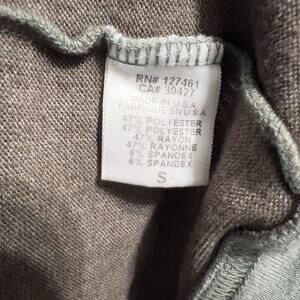 RN# 127461
CA# 30427
MADE IN U.S.A.
FABRIQUE EN U.S.A.
47% POLYESTER
47% POLYESTER
47% RAYON
47% RAYONNE
6% SPANDEX
6% SPANDEX
S